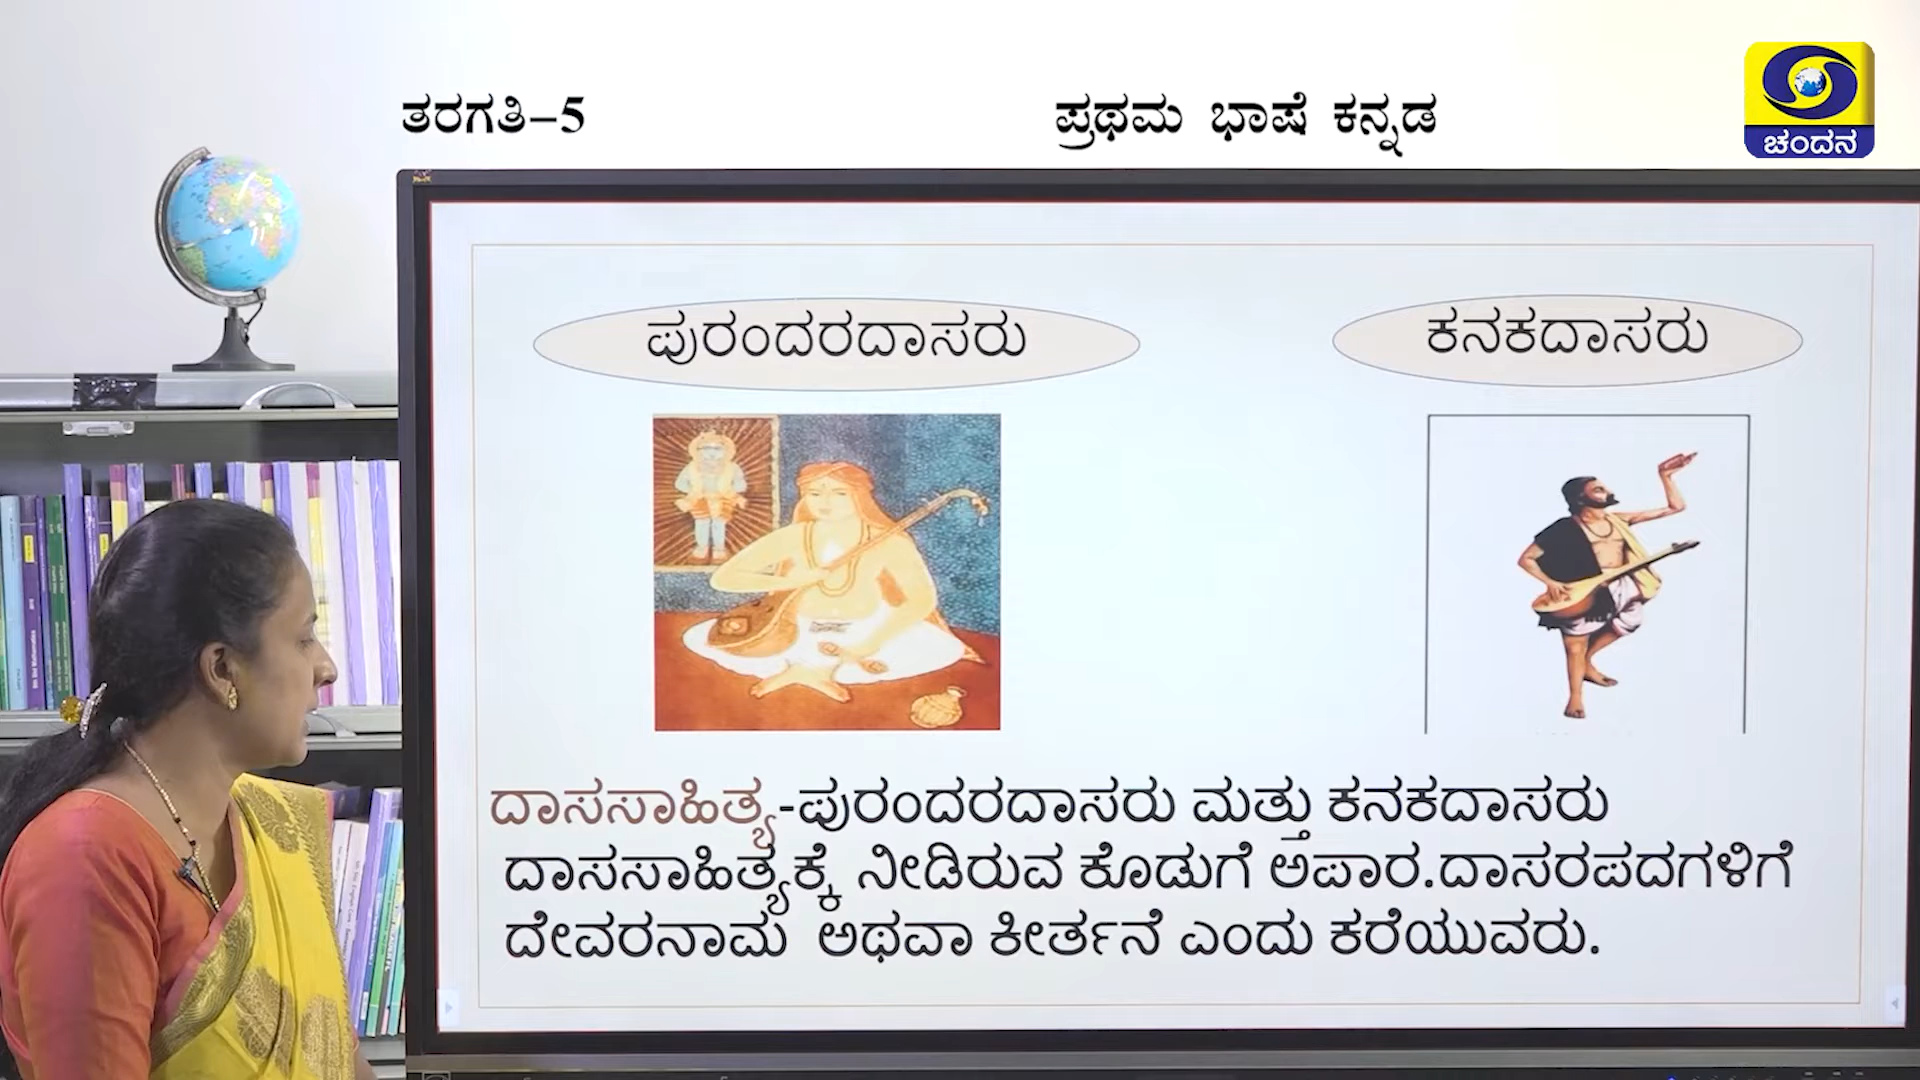 ತರಗತಿ–5
ಪ್ರಥಮ ಭಾಷೆ ಕನ್ನಡ
ಚಂದನ
ಪುರಂದರದಾಸರು
ಕನಕದಾಸರು
ದಾಸಸಾಹಿತ್ಯ-ಪುರಂದರದಾಸರು ಮತ್ತು ಕನಕದಾಸರು
ದಾಸಸಾಹಿತ್ಯಕ್ಕೆ ನೀಡಿರುವ ಕೊಡುಗೆ ಅಪಾರ.ದಾಸರಪದಗಳಿಗೆ
ದೇವರನಾಮ ಅಥವಾ ಕೀರ್ತನೆ ಎಂದು ಕರೆಯುವರು.